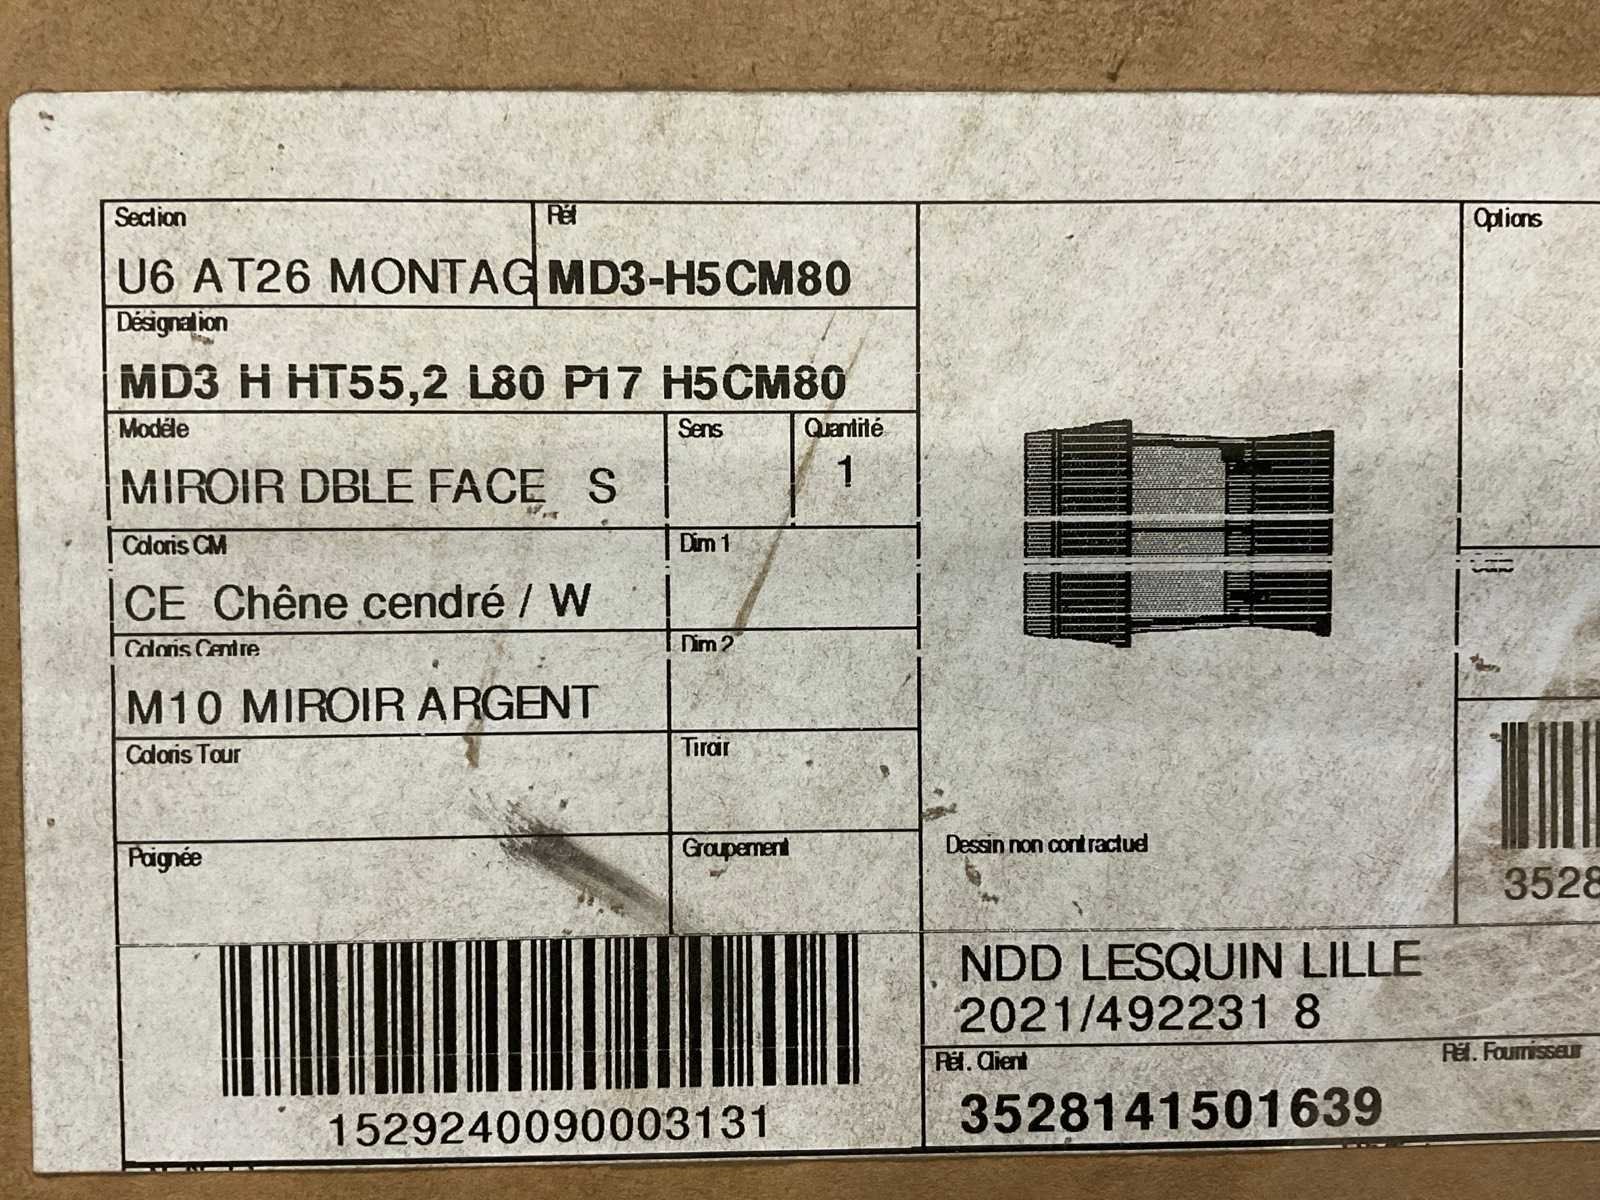 Section
Réf
Options
U6 AT26 MONTAG
MD3-H5CM80
Désignation
MD3 H HT55,2 L80 P17 H5CM80
Modéle
Sens
Quantité
MIROIR DBLE FACE S
1
Coloris CM
Dim 1
CE Chêne cendré / W
Coloris Centre
Dim 2
M10 MIROIR ARGENT
Coloris Tour
Tiroir
Poignée
Groupement
Dessin non contractuel
3528
NDD LESQUIN LILLE
2021/492231 8
Réf. Client
Réf. Fournisseur
1529240090003131
3528141501639